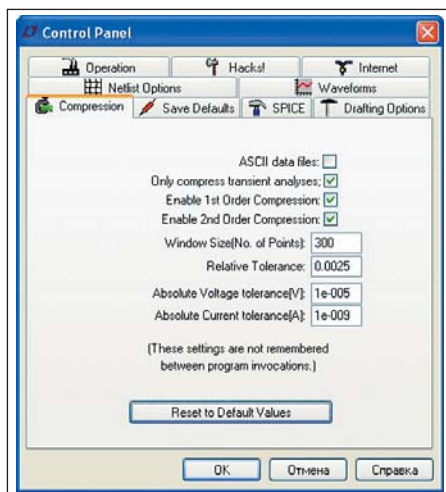 Control Panel
Operation Hacks! Internet
Netlist Options Waveforms
Compression Save Defaults SPICE Drafting Options
ASCII data files:
Only compress transient analyses:
Enable 1st Order Compression:
Enable 2nd Order Compression:
Window Size(No. of Points): 300
Relative Tolerance: 0.0025
Absolute Voltage tolerance[V]: 1e-005
Absolute Current tolerance[A]: 1e-009
(These settings are not remembered
between program invocations.)
Reset to Default Values
OK Отмена Справка